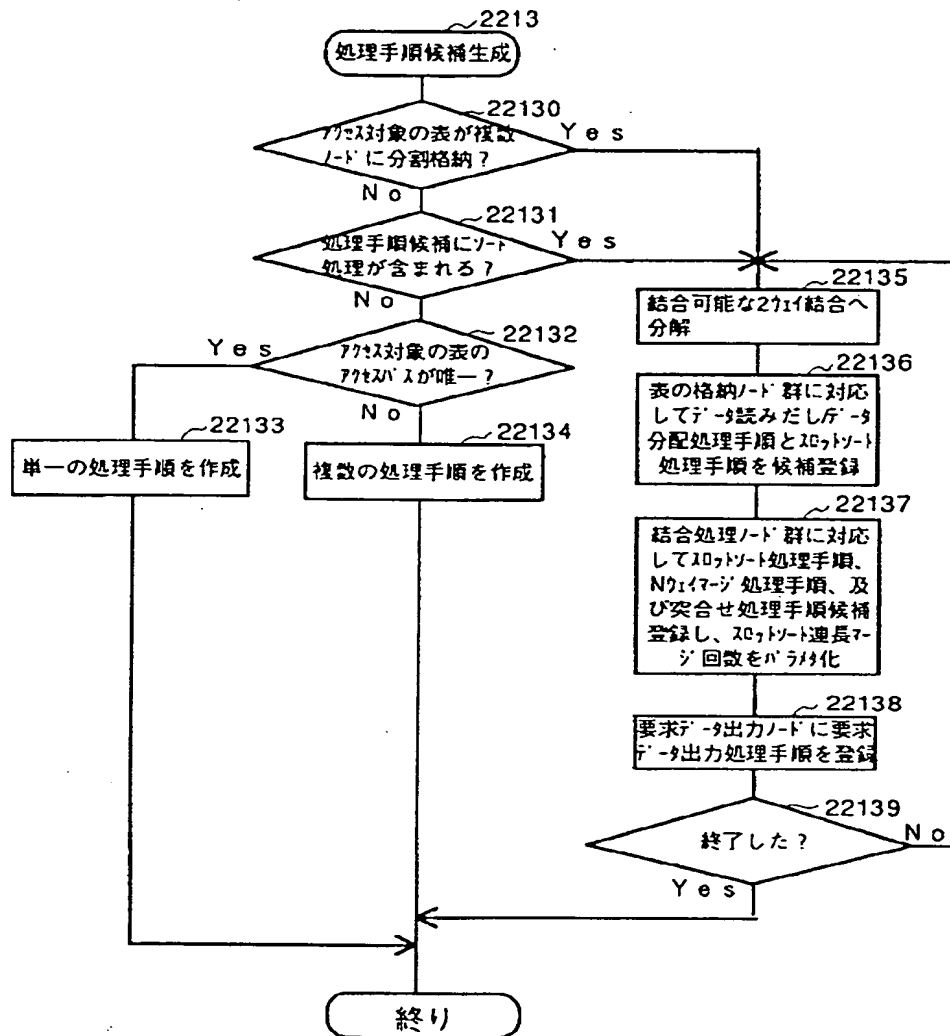 2213
処理手順候補生成
22130
アクセス対象の表が複数
ノードに分割格納?
Yes
No
22131
処理手順候補にソート
処理が含まれる?
Yes
No
22132
アクセス対象の表の
アクセスパスが唯一?
Yes
No
22133
単一の処理手順を作成
22134
複数の処理手順を作成
22135
結合可能な2ウェイ結合へ
分解
22136
表の格納ノード群に対応
してデータ読みだし/データ
分配処理手順とスロットソート
処理手順を候補登録
22137
結合処理ノード群に対応
してスロットソート処理手順、
Nウェイマージ処理手順、及
び突合せ処理手順候補
登録し、スロットソート連長マー
ジ回数をパラメタ化
22138
要求データ出力ノードに要求
データ出力処理手順を登録
22139
終了した?
No
Yes
終り